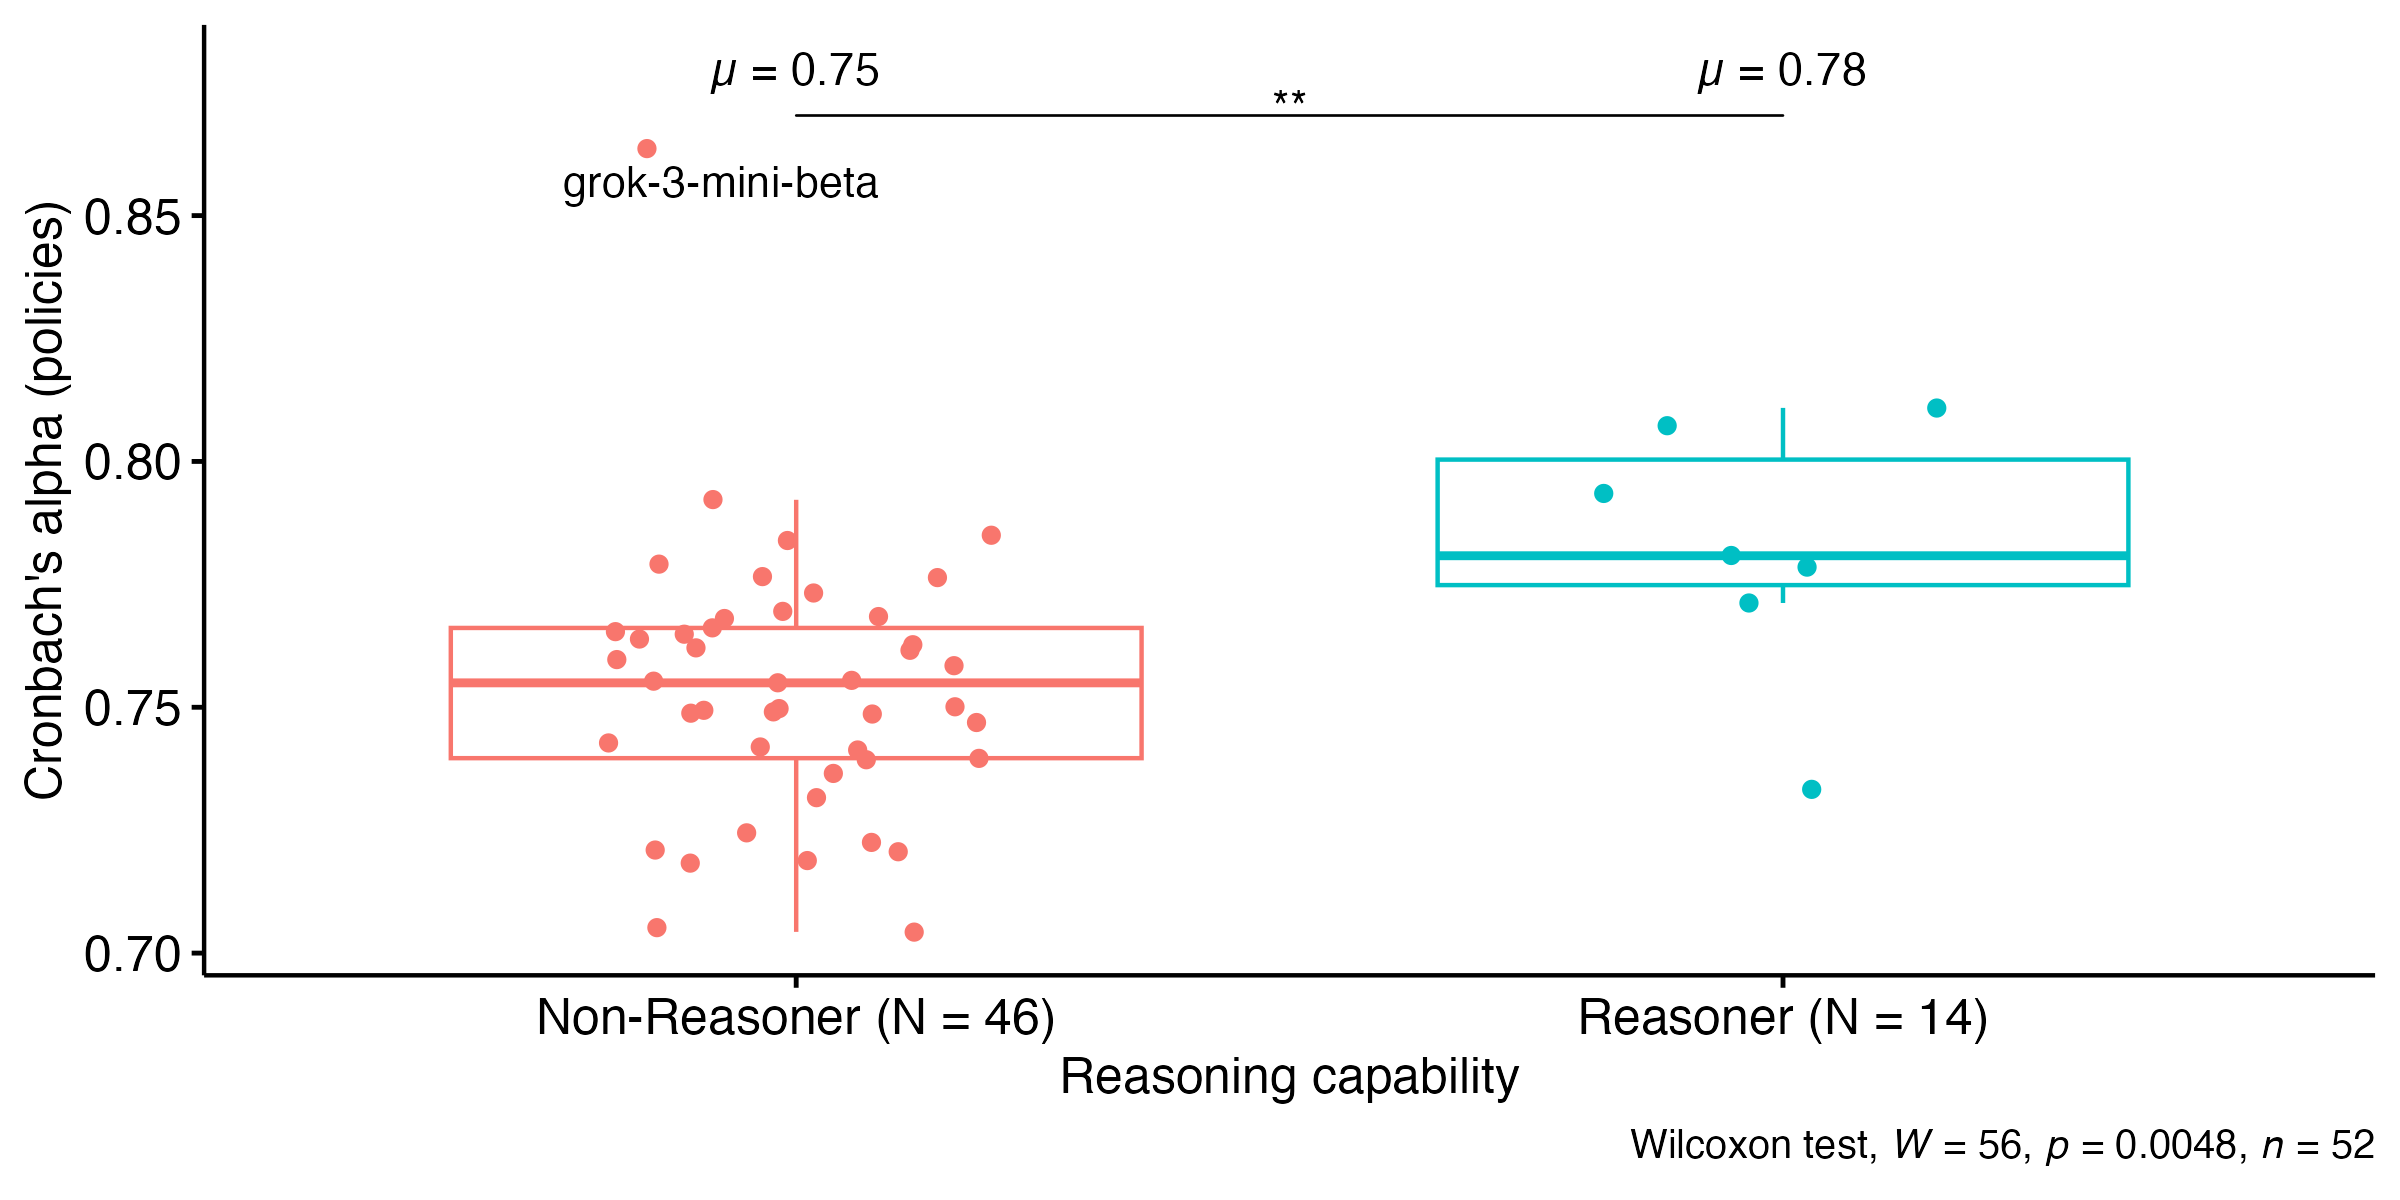 μ = 0.75
μ = 0.78
**
grok-3-mini-beta
Cronbach's alpha (policies)
0.85
0.80
0.75
0.70
Non-Reasoner (N = 46)
Reasoner (N = 14)
Reasoning capability
Wilcoxon test, W = 56, p = 0.0048, n = 52